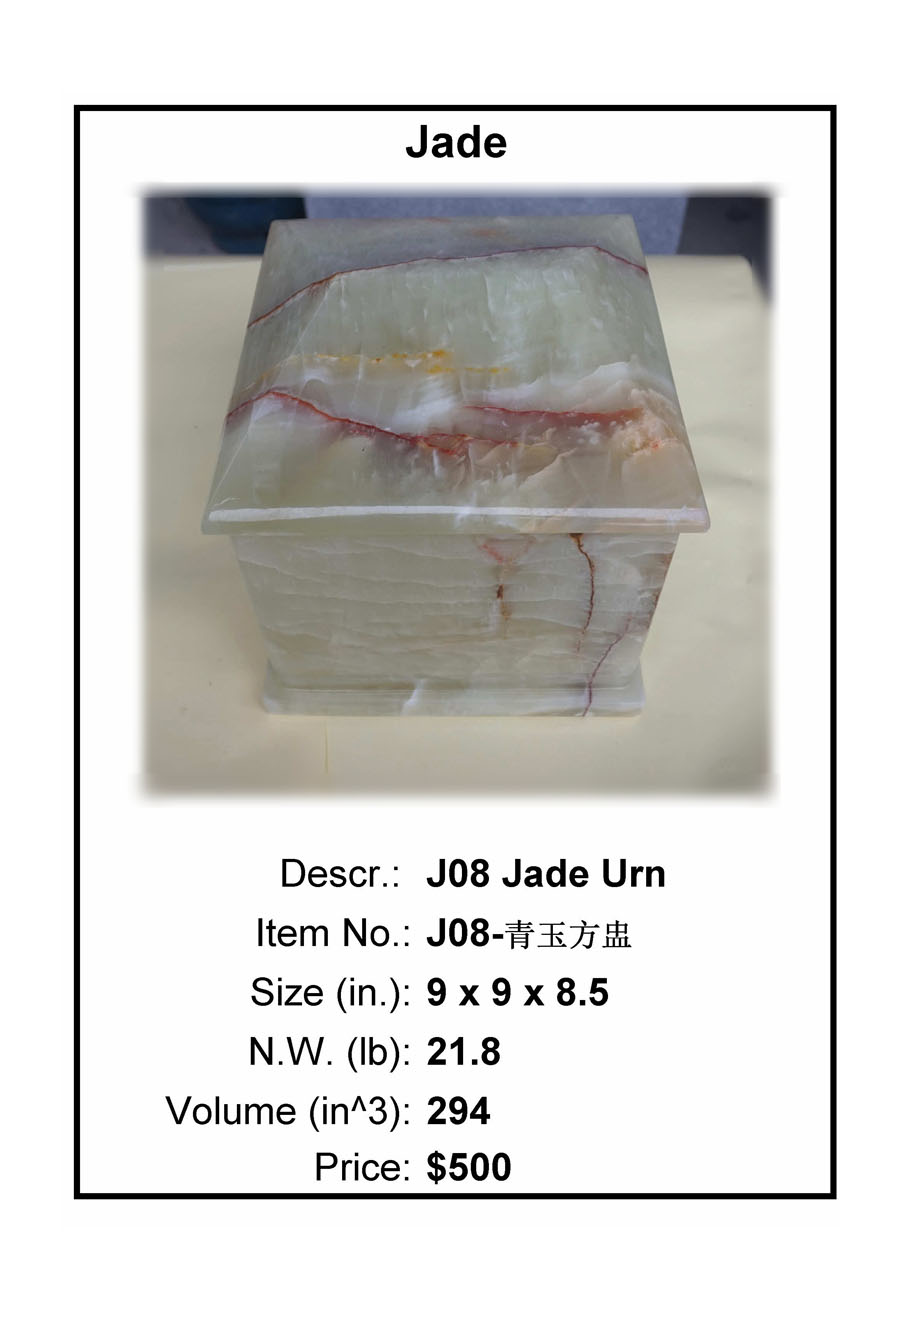 Jade
Descr.: J08 Jade Urn
Item No.: J08-青玉方盅
Size (in.): 9 x 9 x 8.5
N.W. (lb): 21.8
Volume (in^3): 294
Price: $500